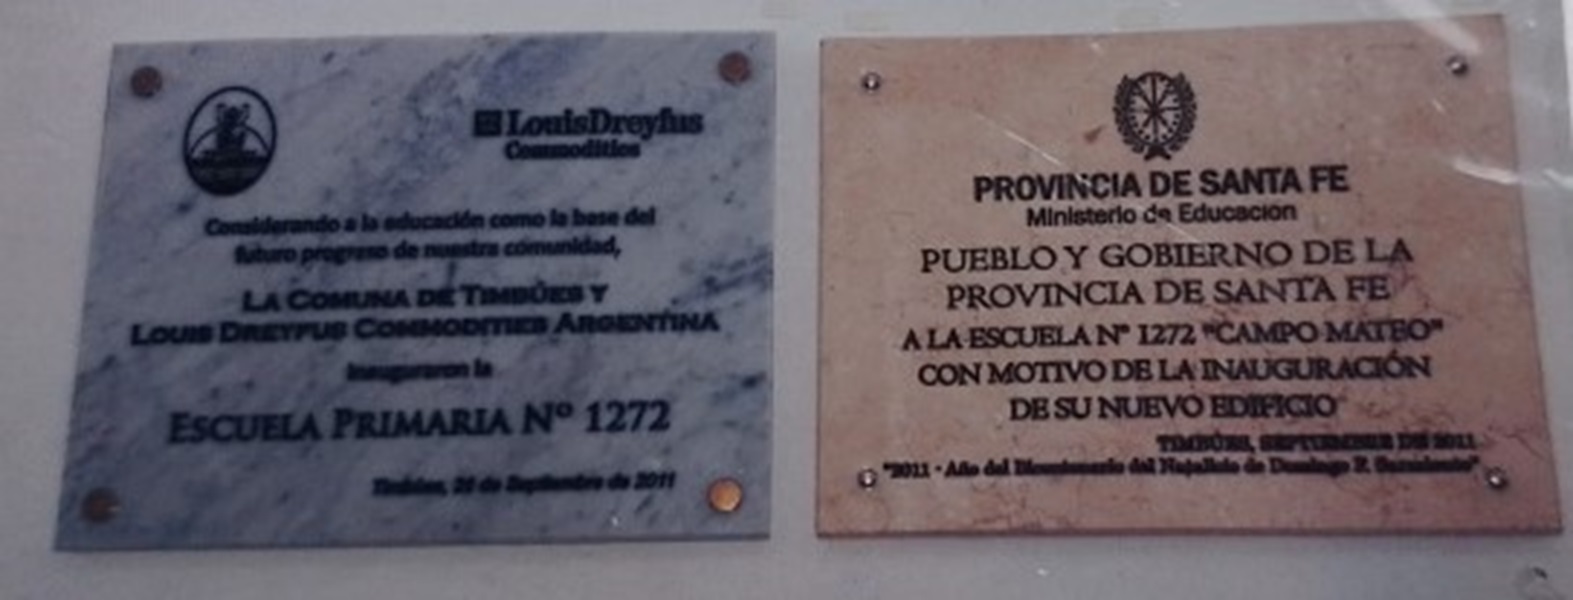 LouisDreyfus
Commodities
Considerando a la educación como la base del
futuro progreso de nuestra comunidad,
LA COMUNA DE TIMBÚES Y
LOUIS DREYFUS COMMODITIES ARGENTINA
inauguraron la
ESCUELA PRIMARIA Nº 1272
Timbúes, de Septiembre de 2011
PROVINCIA DE SANTA FE
Ministerio de Educación
PUEBLO Y GOBIERNO DE LA
PROVINCIA DE SANTA FE
A LA ESCUELA Nº 1272 "CAMPO MATEO"
CON MOTIVO DE LA INAUGURACIÓN
DE SU NUEVO EDIFICIO
TIMBÚES, SEPTIEMBRE DE 2011
"2011 - Año del Bicentenario del Natalicio de Domingo F. Sarmiento"